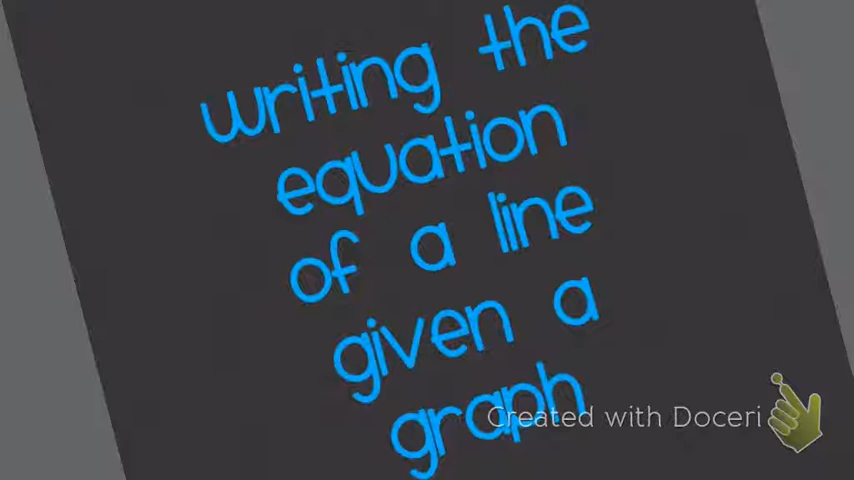 writing the
equation
of a line
given a
graph
Created with Doceri